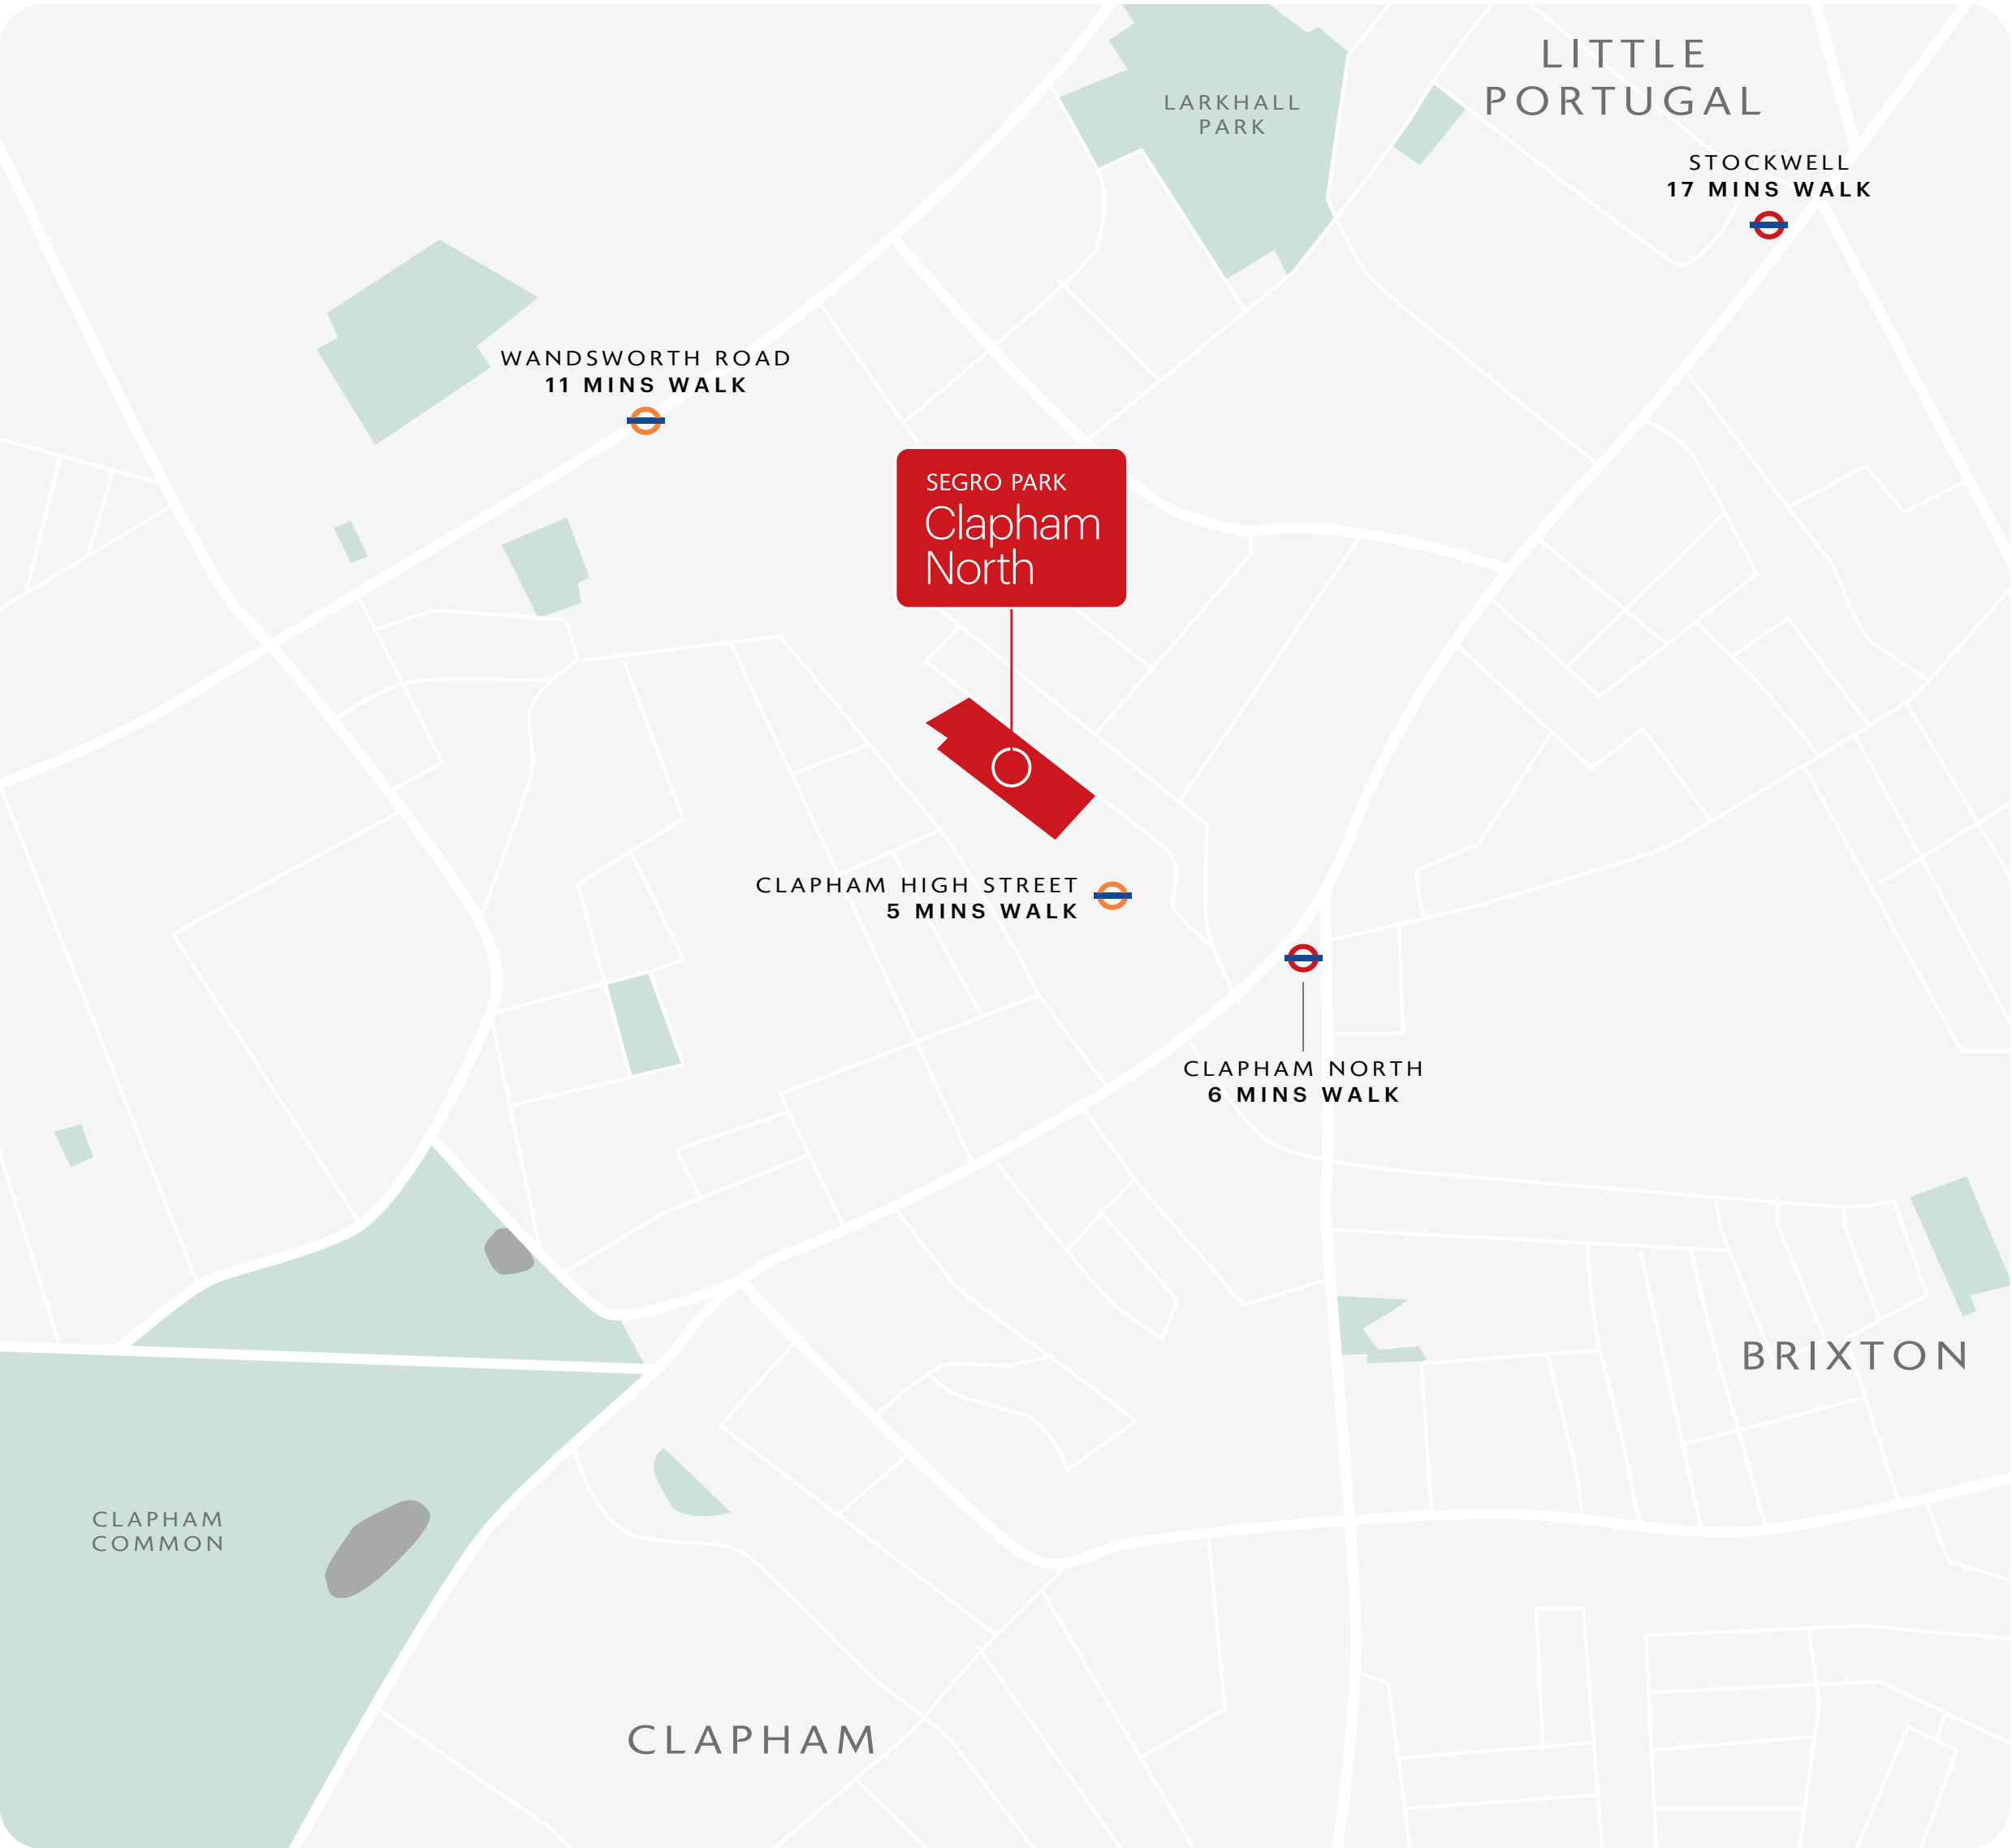 LITTLE
PORTUGAL
LARKHALL
PARK
STOCKWELL
17 MINS WALK
WANDSWORTH ROAD
11 MINS WALK
SEGRO PARK
Clapham
North
CLAPHAM HIGH STREET
5 MINS WALK
CLAPHAM NORTH
6 MINS WALK
BRIXTON
CLAPHAM
COMMON
CLAPHAM